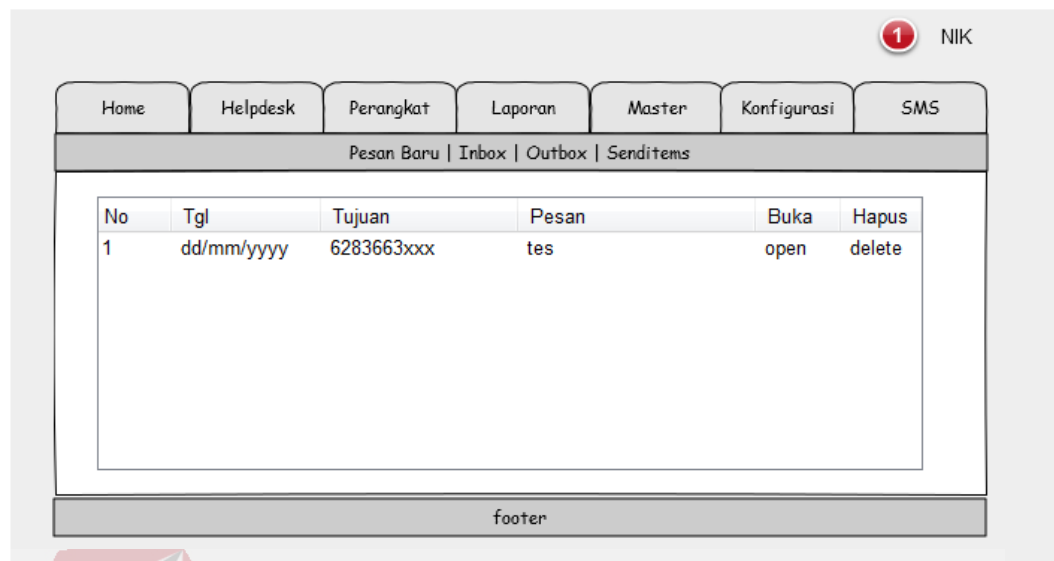 1 NIK
Home Helpdesk Perangkat Laporan Master Konfigurasi SMS
Pesan Baru | Inbox | Outbox | Senditems
No Tgl Tujuan Pesan Buka Hapus
1 dd/mm/yyyy 6283663xxx tes open delete
footer